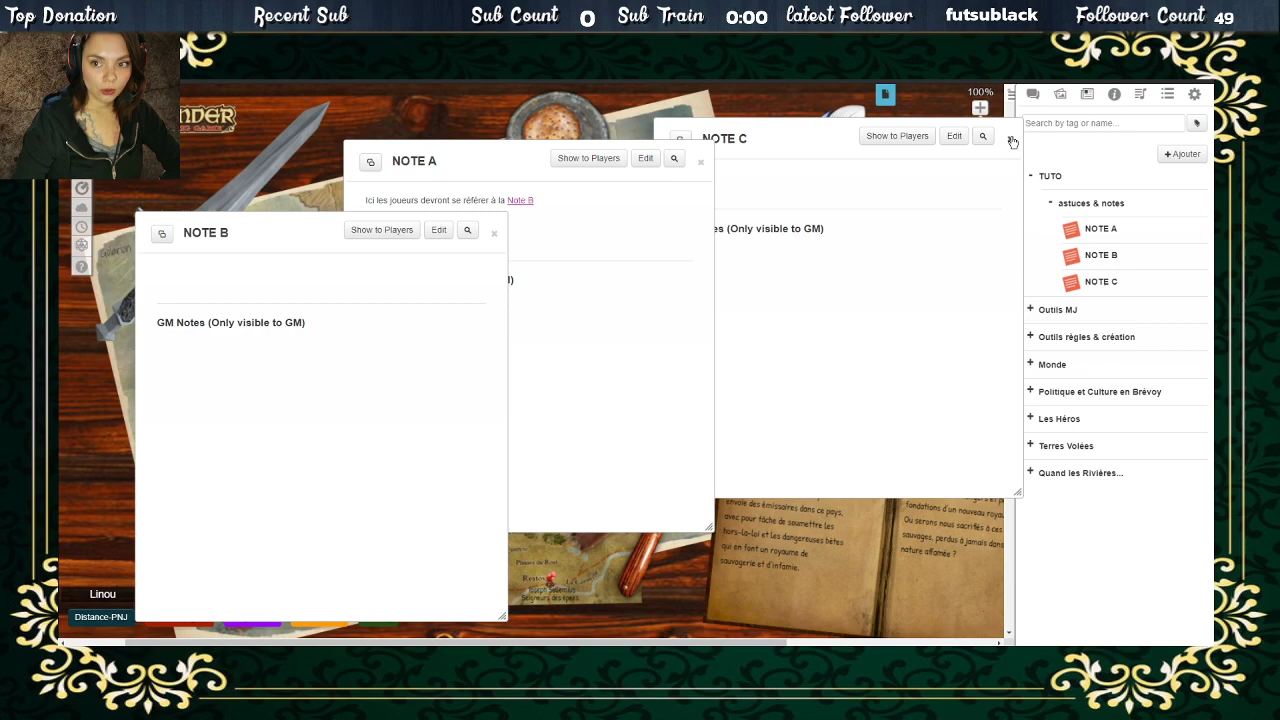 Top Donation
Recent Sub
Sub Count 0
Sub Train 0:00
latest Follower futsublack
Follower Count 49
100%
NOTE C
Show to Players
Edit
(Only visible to GM)
NOTE A
Show to Players
Edit
Ici les joueurs devront se référer à la Note B
NOTE B
Show to Players
Edit
GM Notes (Only visible to GM)
Search by tag or name...
+ Ajouter
- TUTO
- astuces & notes
NOTE A
NOTE B
NOTE C
+ Outils MJ
+ Outils règles & création
+ Monde
+ Politique et Culture en Brévoy
+ Les Héros
+ Terres Volées
+ Quand les Rivières...
envoie des émissaires dans ce pays,
avec pour tâche de soumettre les
hors-la-loi et les dangereuses bêtes
qui en font un royaume de
sauvagerie et d'infamie.
fondations d'un nouveau royau
Ou serons nous sacrifiés à ces
sauvages, perdus à jamais dans
nature affamée ?
Restov
Seigneurs des épées
Linou
Distance-PNJ